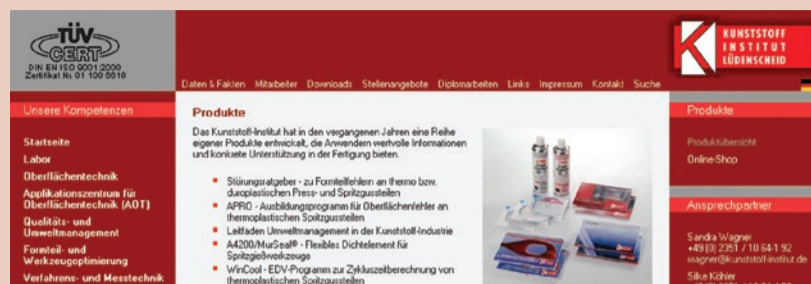 TÜV
CERT
DIN EN ISO 9001:2000
Zertifikat Nr. 01 100 6618
KUNSTSTOFF
INSTITUT
LÜDENSCHEID
Daten & Fakten Mitarbeiter Downloads Stellenangebote Diplomarbeiten Links Impressum Kontakt Suche
Unsere Kompetenzen
Startseite
Labor
Oberflächentechnik
Applikationszentrum für
Oberflächentechnik (AOT)
Qualitäts- und
Umweltmanagement
Formteil- und
Werkzeugoptimierung
Verfahrens- und Messtechnik
Produkte
Das Kunststoff-Institut hat in den vergangenen Jahren eine Reihe
eigener Produkte entwickelt, die Anwendern wertvolle Informationen
und konkrete Unterstützung in der Fertigung bieten.
Störungsratgeber - zu Formteilfehlern an thermo bzw.
duroplastischen Press- und Spritzgussteilen
APRO - Ausbildungsprogramm für Oberflächenfehler an
thermoplastischen Spritzgussteilen
Leitfaden Umweltmanagement in der Kunststoff-Industrie
A4200/MurSeal® - Flexibles Dichtelement für
Spritzgießwerkzeuge
WinCool - EDV-Programm zur Zykluszeitberechnung von
thermoplastischen Spritzgussteilen
Produkte
Produktübersicht
Online-Shop
Ansprechpartner
Sandra Wagner
+49 (0) 2351 / 10 64-1 92
wagner@kunststoff-institut.de
Silke Köhler